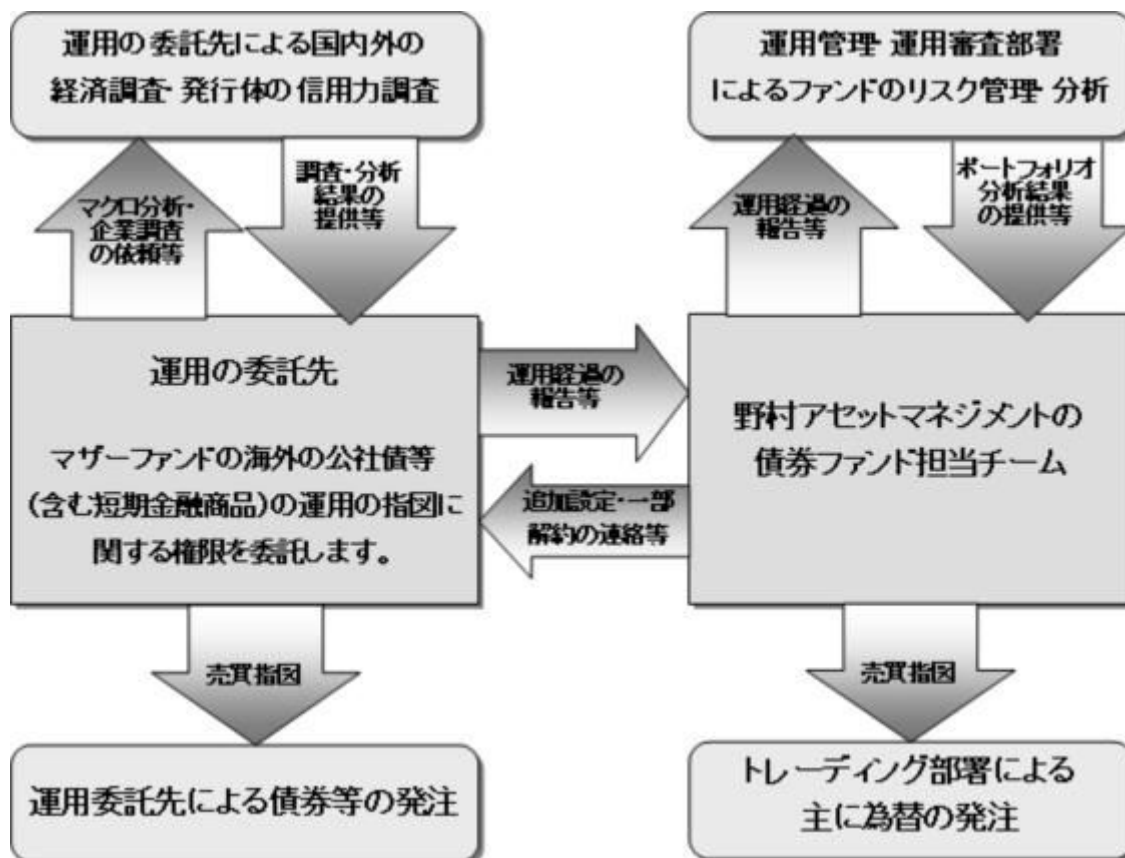 運用の委託先による国内外の
経済調査・発行体の信用力調査
運用管理・運用審査部署
によるファンドのリスク管理・分析
マクロ分析・
企業調査
の依頼等
調査・分析
結果の
提供等
運用経過の
報告等
ポートフォリオ
分析結果
の提供等
運用の委託先
マザーファンドの海外の公社債等
(含む短期金融商品)の運用の指図に
関する権限を委託します。
運用経過の
報告等
追加設定・一部
解約の連絡等
野村アセットマネジメントの
債券ファンド担当チーム
売買指図
売買指図
運用委託先による債券等の発注
トレーディング部署による
主に為替の発注